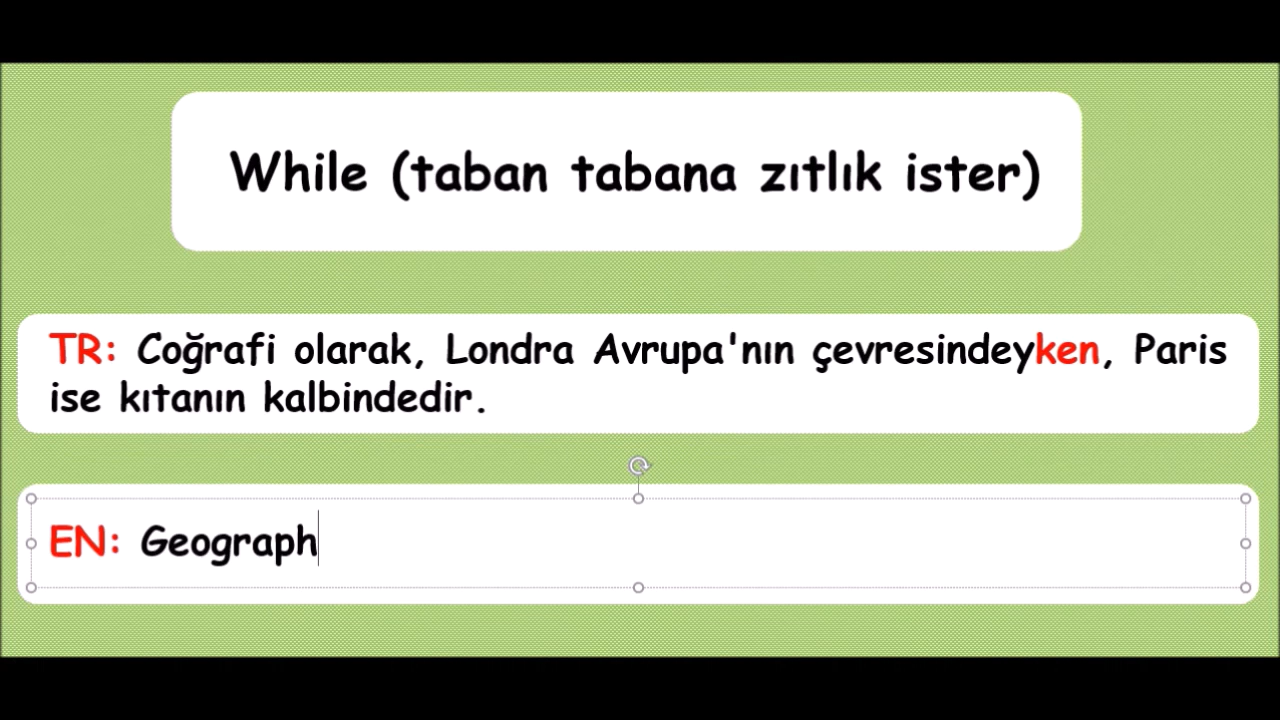 While (taban tabana zıtlık ister)
TR: Coğrafi olarak, Londra Avrupa'nın çevresindeyken, Paris
ise kıtanın kalbindedir.
EN: Geograph